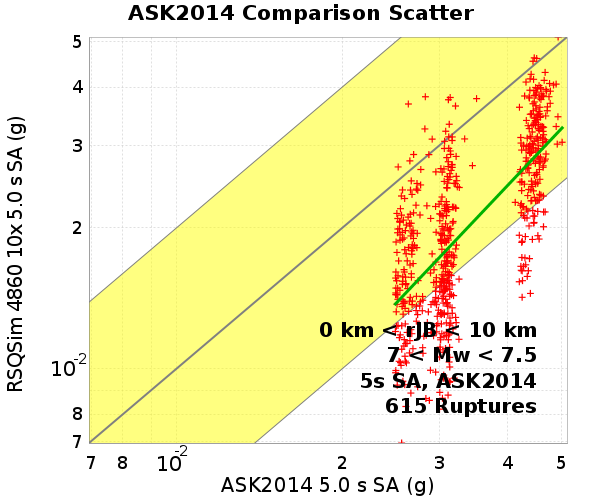 ASK2014 Comparison Scatter
RSQSim 4860 10x 5.0 s SA (g)
5
4
3
2
10-2
8
7
0 km < rJB < 10 km
7 < Mw < 7.5
5s SA, ASK2014
615 Ruptures
7 8 10-2 2 3 4 5
ASK2014 5.0 s SA (g)